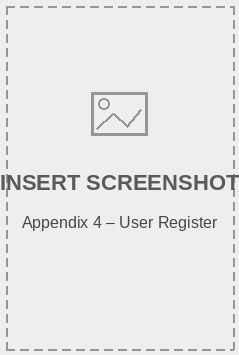 INSERT SCREENSHOT
Appendix 4 – User Register